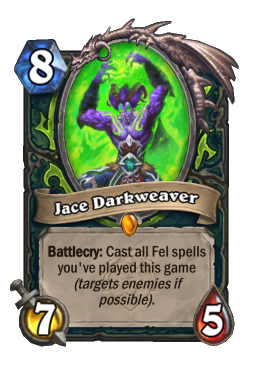 8
Jace Darkweaver
Battlecry: Cast all Fel spells
you've played this game
(targets enemies if
possible).
7
5